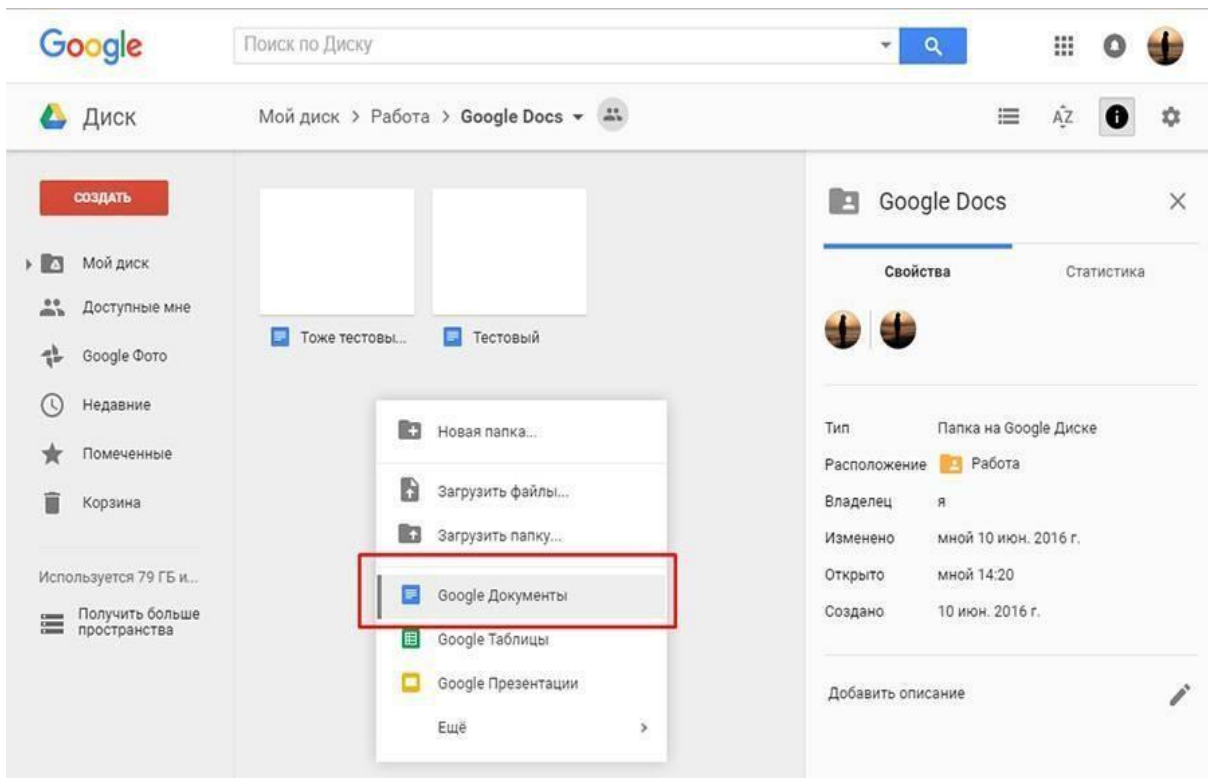 Google
Поиск по Диску
Диск
Мой диск > Работа > Google Docs
AZ
СОЗДАТЬ
Мой диск
Доступные мне
Google Фото
Недавние
Помеченные
Корзина
Используется 79 ГБ и...
Получить больше
пространства
Тоже тестовы...
Тестовый
Новая папка...
Загрузить файлы...
Загрузить папку...
Google Документы
Google Таблицы
Google Презентации
Ещё
Google Docs
Свойства
Статистика
Тип Папка на Google Диске
Расположение Работа
Владелец я
Изменено мной 10 июн. 2016 г.
Открыто мной 14:20
Создано 10 июн. 2016 г.
Добавить описание